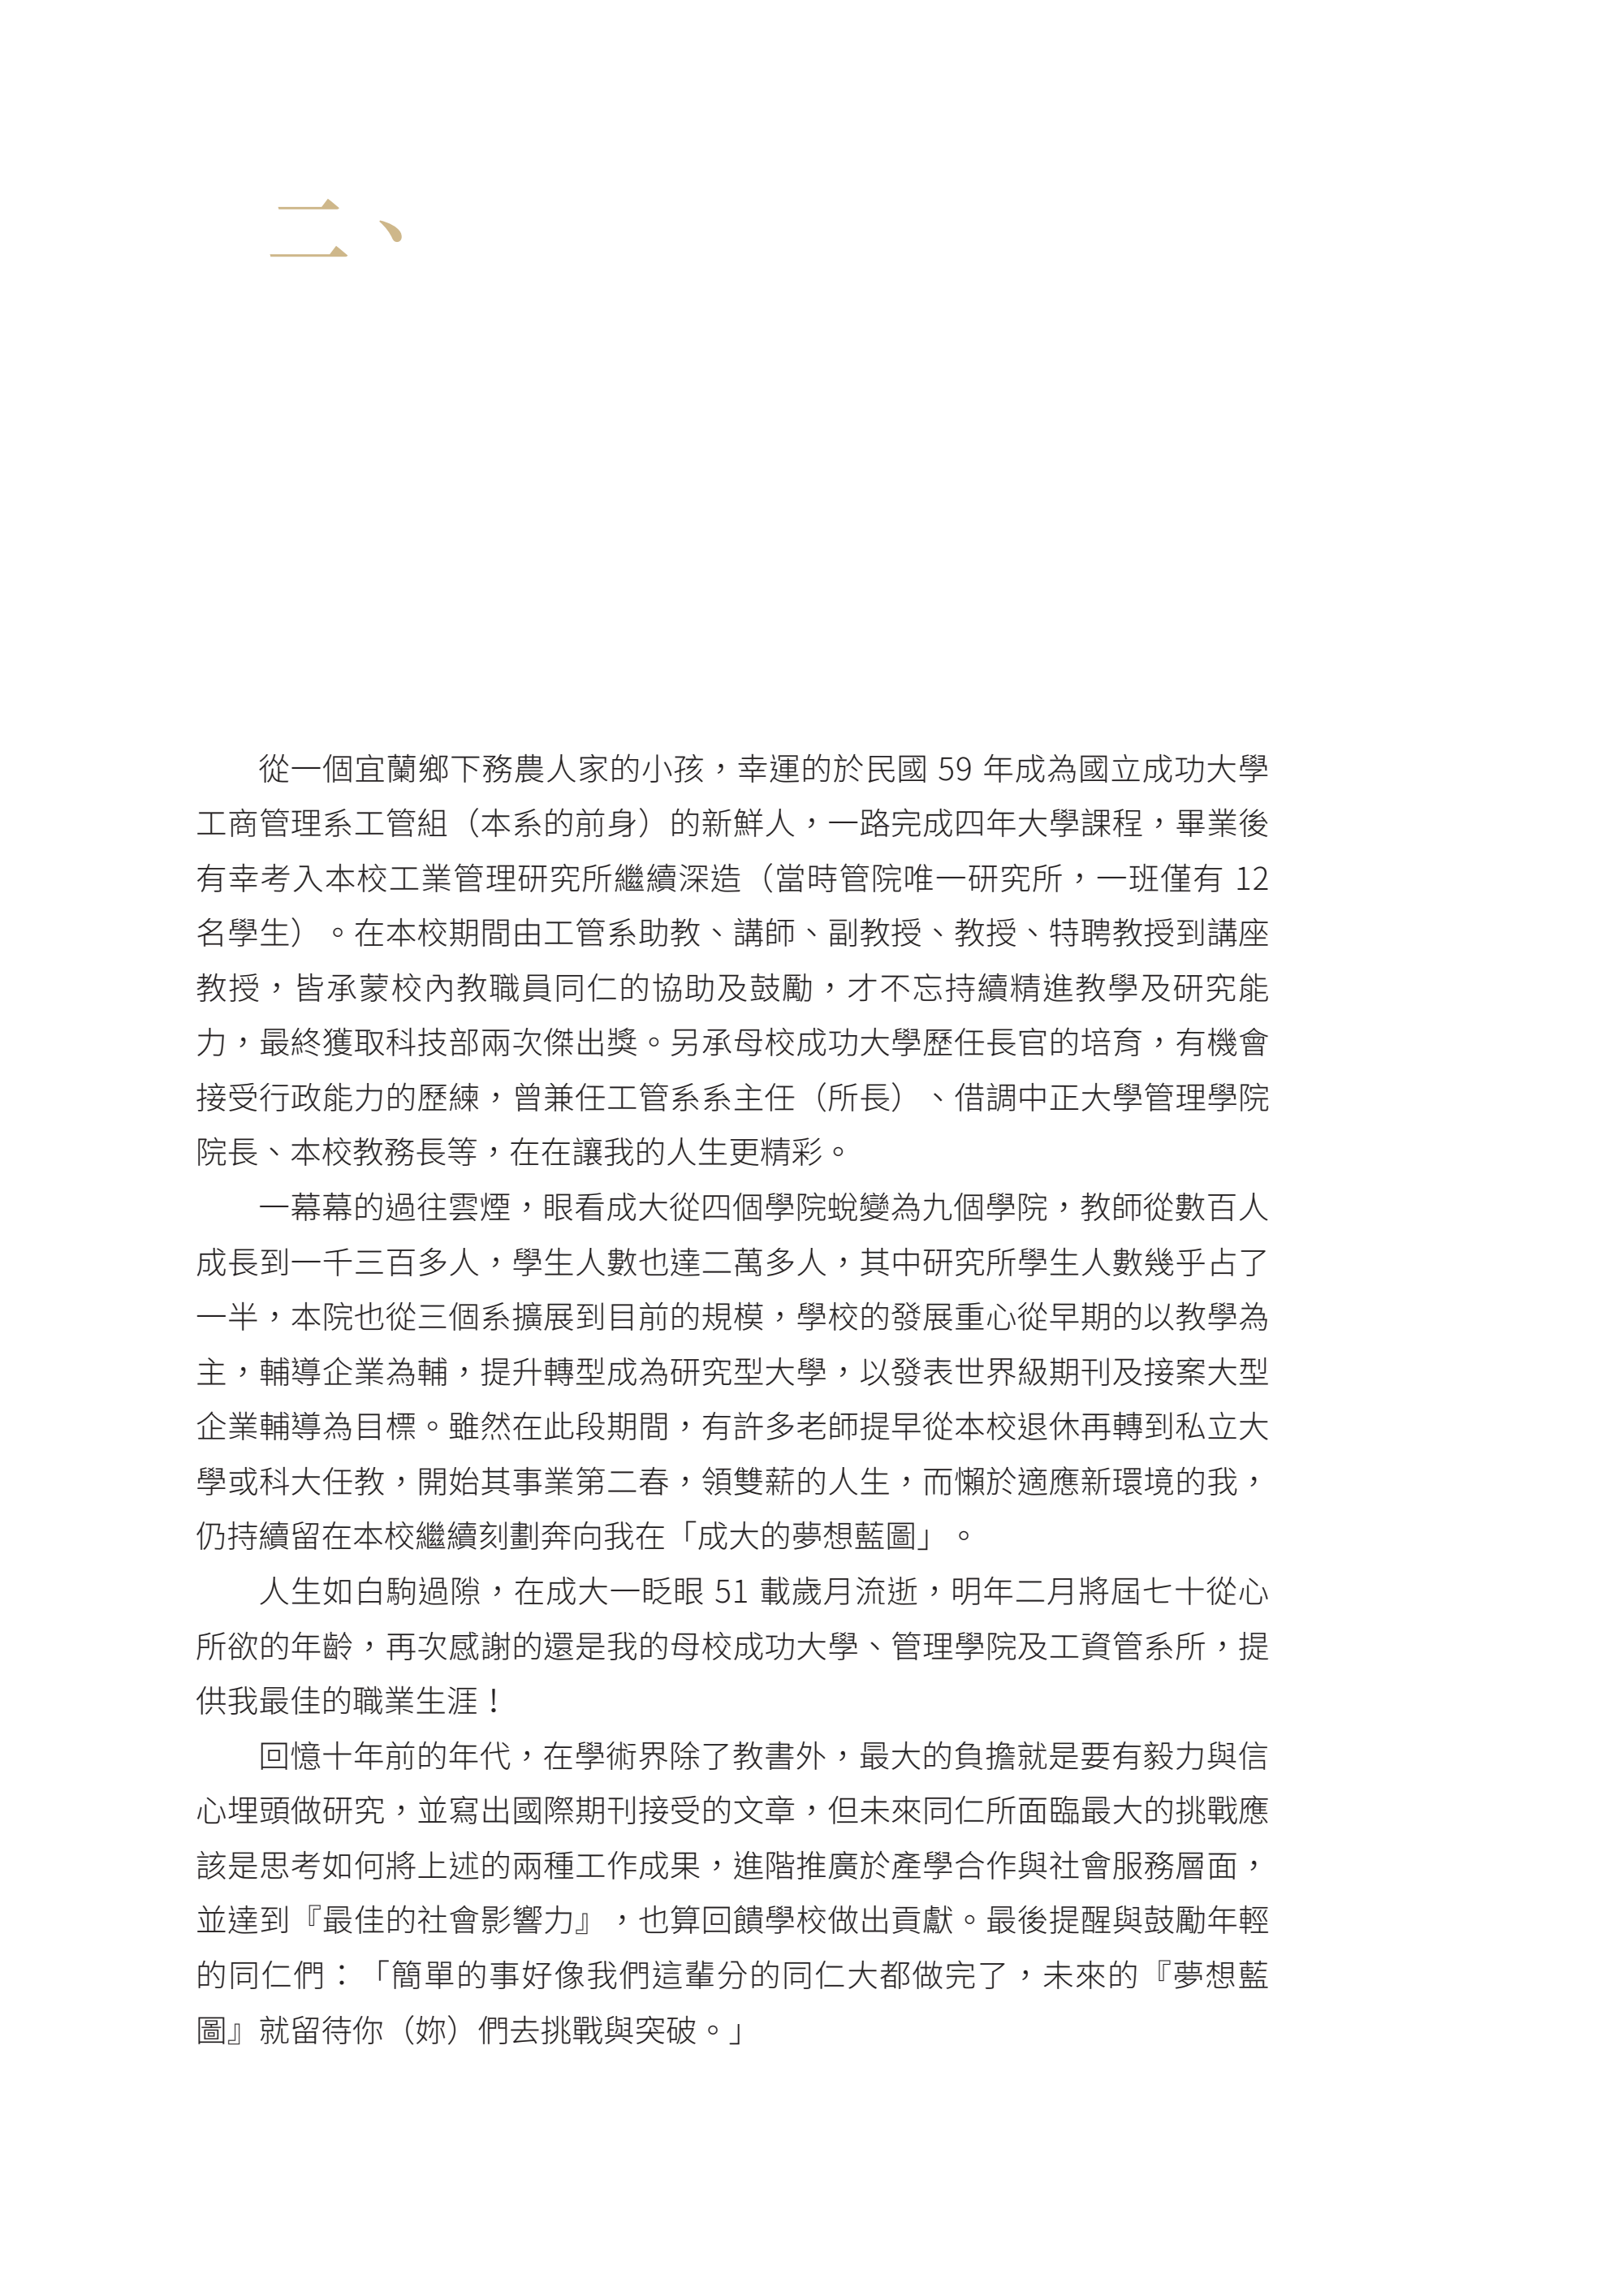 二、
從一個宜蘭鄉下務農人家的小孩，幸運的於民國 59 年成為國立成功大學
工商管理系工管組（本系的前身）的新鮮人，一路完成四年大學課程，畢業後
有幸考入本校工業管理研究所繼續深造（當時管院唯一研究所，一班僅有 12
名學生）。在本校期間由工管系助教、講師、副教授、教授、特聘教授到講座
教授，皆承蒙校內教職員同仁的協助及鼓勵，才不忘持續精進教學及研究能
力，最終獲取科技部兩次傑出獎。另承母校成功大學歷任長官的培育，有機會
接受行政能力的歷練，曾兼任工管系系主任（所長）、借調中正大學管理學院
院長、本校教務長等，在在讓我的人生更精彩。
一幕幕的過往雲煙，眼看成大從四個學院蛻變為九個學院，教師從數百人
成長到一千三百多人，學生人數也達二萬多人，其中研究所學生人數幾乎占了
一半，本院也從三個系擴展到目前的規模，學校的發展重心從早期的以教學為
主，輔導企業為輔，提升轉型成為研究型大學，以發表世界級期刊及接案大型
企業輔導為目標。雖然在此段期間，有許多老師提早從本校退休再轉到私立大
學或科大任教，開始其事業第二春，領雙薪的人生，而懶於適應新環境的我，
仍持續留在本校繼續刻劃奔向我在「成大的夢想藍圖」。
人生如白駒過隙，在成大一眨眼 51 載歲月流逝，明年二月將屆七十從心
所欲的年齡，再次感謝的還是我的母校成功大學、管理學院及工資管系所，提
供我最佳的職業生涯！
回憶十年前的年代，在學術界除了教書外，最大的負擔就是要有毅力與信
心埋頭做研究，並寫出國際期刊接受的文章，但未來同仁所面臨最大的挑戰應
該是思考如何將上述的兩種工作成果，進階推廣於產學合作與社會服務層面，
並達到『最佳的社會影響力』，也算回饋學校做出貢獻。最後提醒與鼓勵年輕
的同仁們：「簡單的事好像我們這輩分的同仁大都做完了，未來的『夢想藍
圖』就留待你（妳）們去挑戰與突破。」